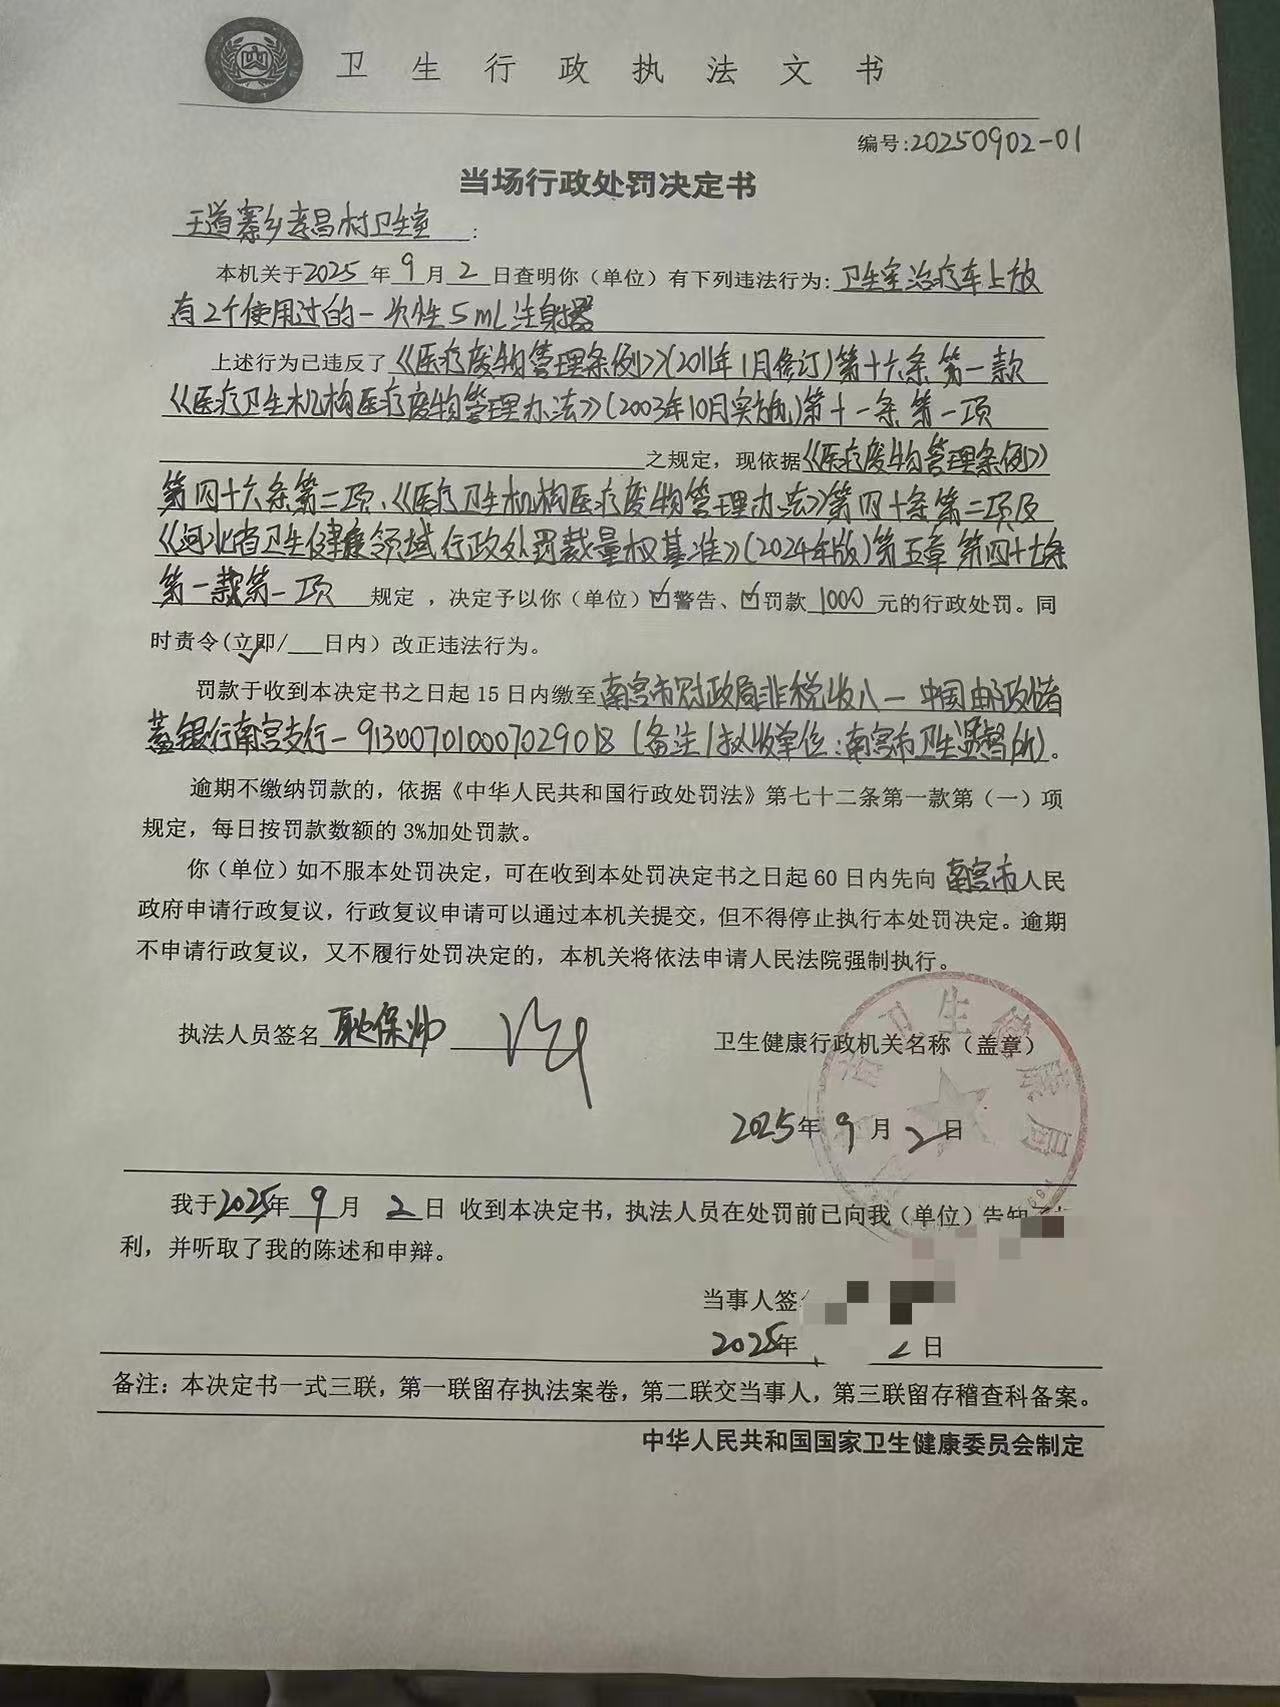 卫生行政执法文书
编号:20250902-01
当场行政处罚决定书
王道寨乡孝昌村卫生室:
本机关于2025年9月2日查明你（单位）有下列违法行为:卫生室治疗车上放
有2个使用过的一次性5mL注射器
上述行为已违反了《医疗废物管理条例》(2011年1月修订)第十六条第一款
《医疗卫生机构医疗废物管理办法》(2003年10月实施)第十一条第一项
之规定，现依据《医疗废物管理条例》
第四十六条第二项、《医疗卫生机构医疗废物管理办法》第四十条第二项及
《河北省卫生健康领域行政处罚裁量权基准》(2024年版)第五章第四十七条
第一款第一项 规定，决定予以你（单位）☑警告、☑罚款1000元的行政处罚。同
时责令(立即/___日内）改正违法行为。
罚款于收到本决定书之日起15日内缴至南宫市财政局非税收入—中国邮政储
蓄银行南宫支行—913007010007029018（备注/执收单位:南宫市卫生监督所）。
逾期不缴纳罚款的，依据《中华人民共和国行政处罚法》第七十二条第一款第（一）项
规定，每日按罚款数额的3%加处罚款。
你（单位）如不服本处罚决定，可在收到本处罚决定书之日起60日内先向南宫市人民
政府申请行政复议，行政复议申请可以通过本机关提交，但不得停止执行本处罚决定。逾期
不申请行政复议，又不履行处罚决定的，本机关将依法申请人民法院强制执行。
执法人员签名 耿保帅
卫生健康行政机关名称（盖章）
市卫生健康局
2025年9月2日
我于2025年9月2日 收到本决定书，执法人员在处罚前已向我（单位）告知
利，并听取了我的陈述和申辩。
当事人签
2025年 2日
备注：本决定书一式三联，第一联留存执法案卷，第二联交当事人，第三联留存稽查科备案。
中华人民共和国国家卫生健康委员会制定